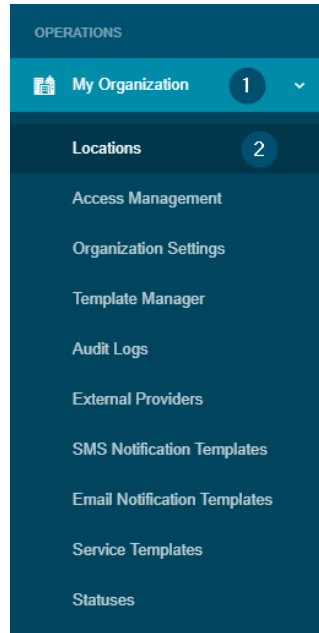 OPERATIONS
My Organization 1
Locations 2
Access Management
Organization Settings
Template Manager
Audit Logs
External Providers
SMS Notification Templates
Email Notification Templates
Service Templates
Statuses